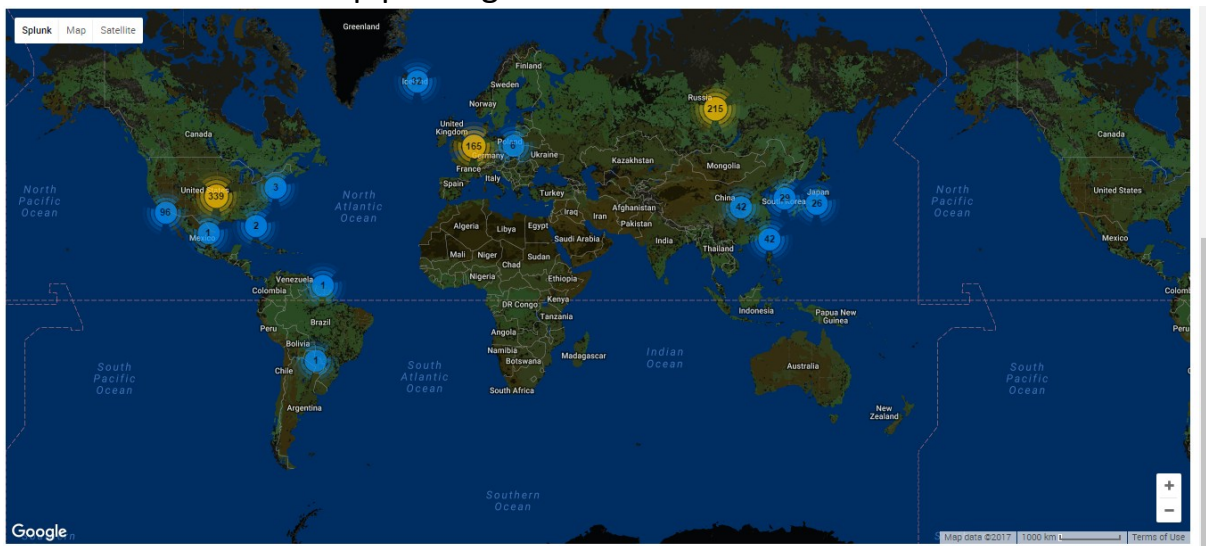 Splunk Map Satellite
Greenland
Finland
Sweden
Russia
Norway
Canada
United
Kingdom
165
6
215
Ukraine
Kazakhstan
Mongolia
Canada
France
Italy
Spain
Turkey
North
Pacific
Ocean
339
3
North
Atlantic
Ocean
96
1
2
Mexico
Algeria
Libya
Egypt
Iraq
Iran
Afghanistan
Pakistan
Saudi Arabia
India
China
42
Japan
26
42
Thailand
North
Pacific
Ocean
United States
Mexico
Mali
Niger
Chad
Sudan
Nigeria
Ethiopia
Venezuela
Colombia
1
DR Congo
Kenya
Tanzania
Indonesia
Papua New
Guinea
Peru
Brazil
Angola
Bolivia
1
Namibia
Botswana
Madagascar
Indian
Ocean
Australia
South
Pacific
Ocean
Chile
South
Atlantic
Ocean
South Africa
Argentina
New
Zealand
South
Pacific
Ocean
Southern
Ocean
+
−
Google
Map data ©2017 1000 km Terms of Use